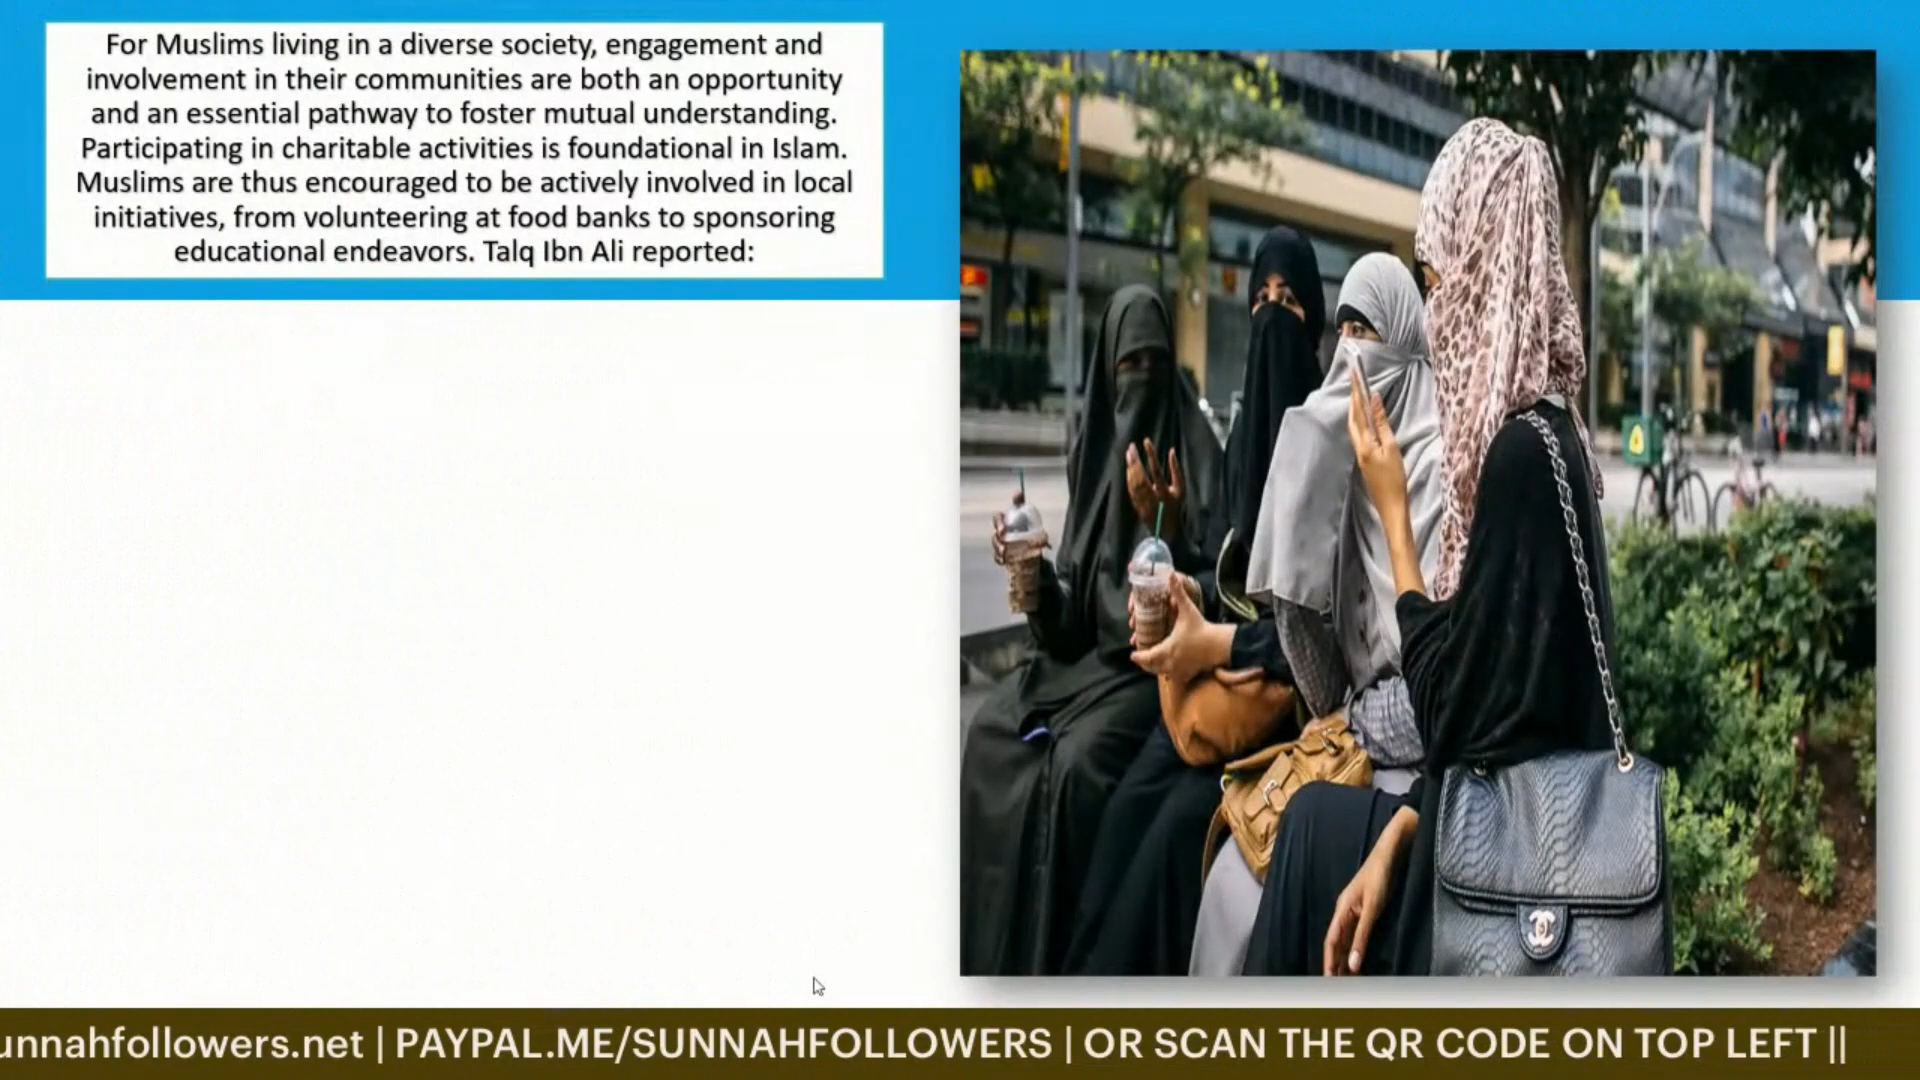 For Muslims living in a diverse society, engagement and
involvement in their communities are both an opportunity
and an essential pathway to foster mutual understanding.
Participating in charitable activities is foundational in Islam.
Muslims are thus encouraged to be actively involved in local
initiatives, from volunteering at food banks to sponsoring
educational endeavors. Talq Ibn Ali reported:
unnahfollowers.net | PAYPAL.ME/SUNNAHFOLLOWERS | OR SCAN THE QR CODE ON TOP LEFT ||